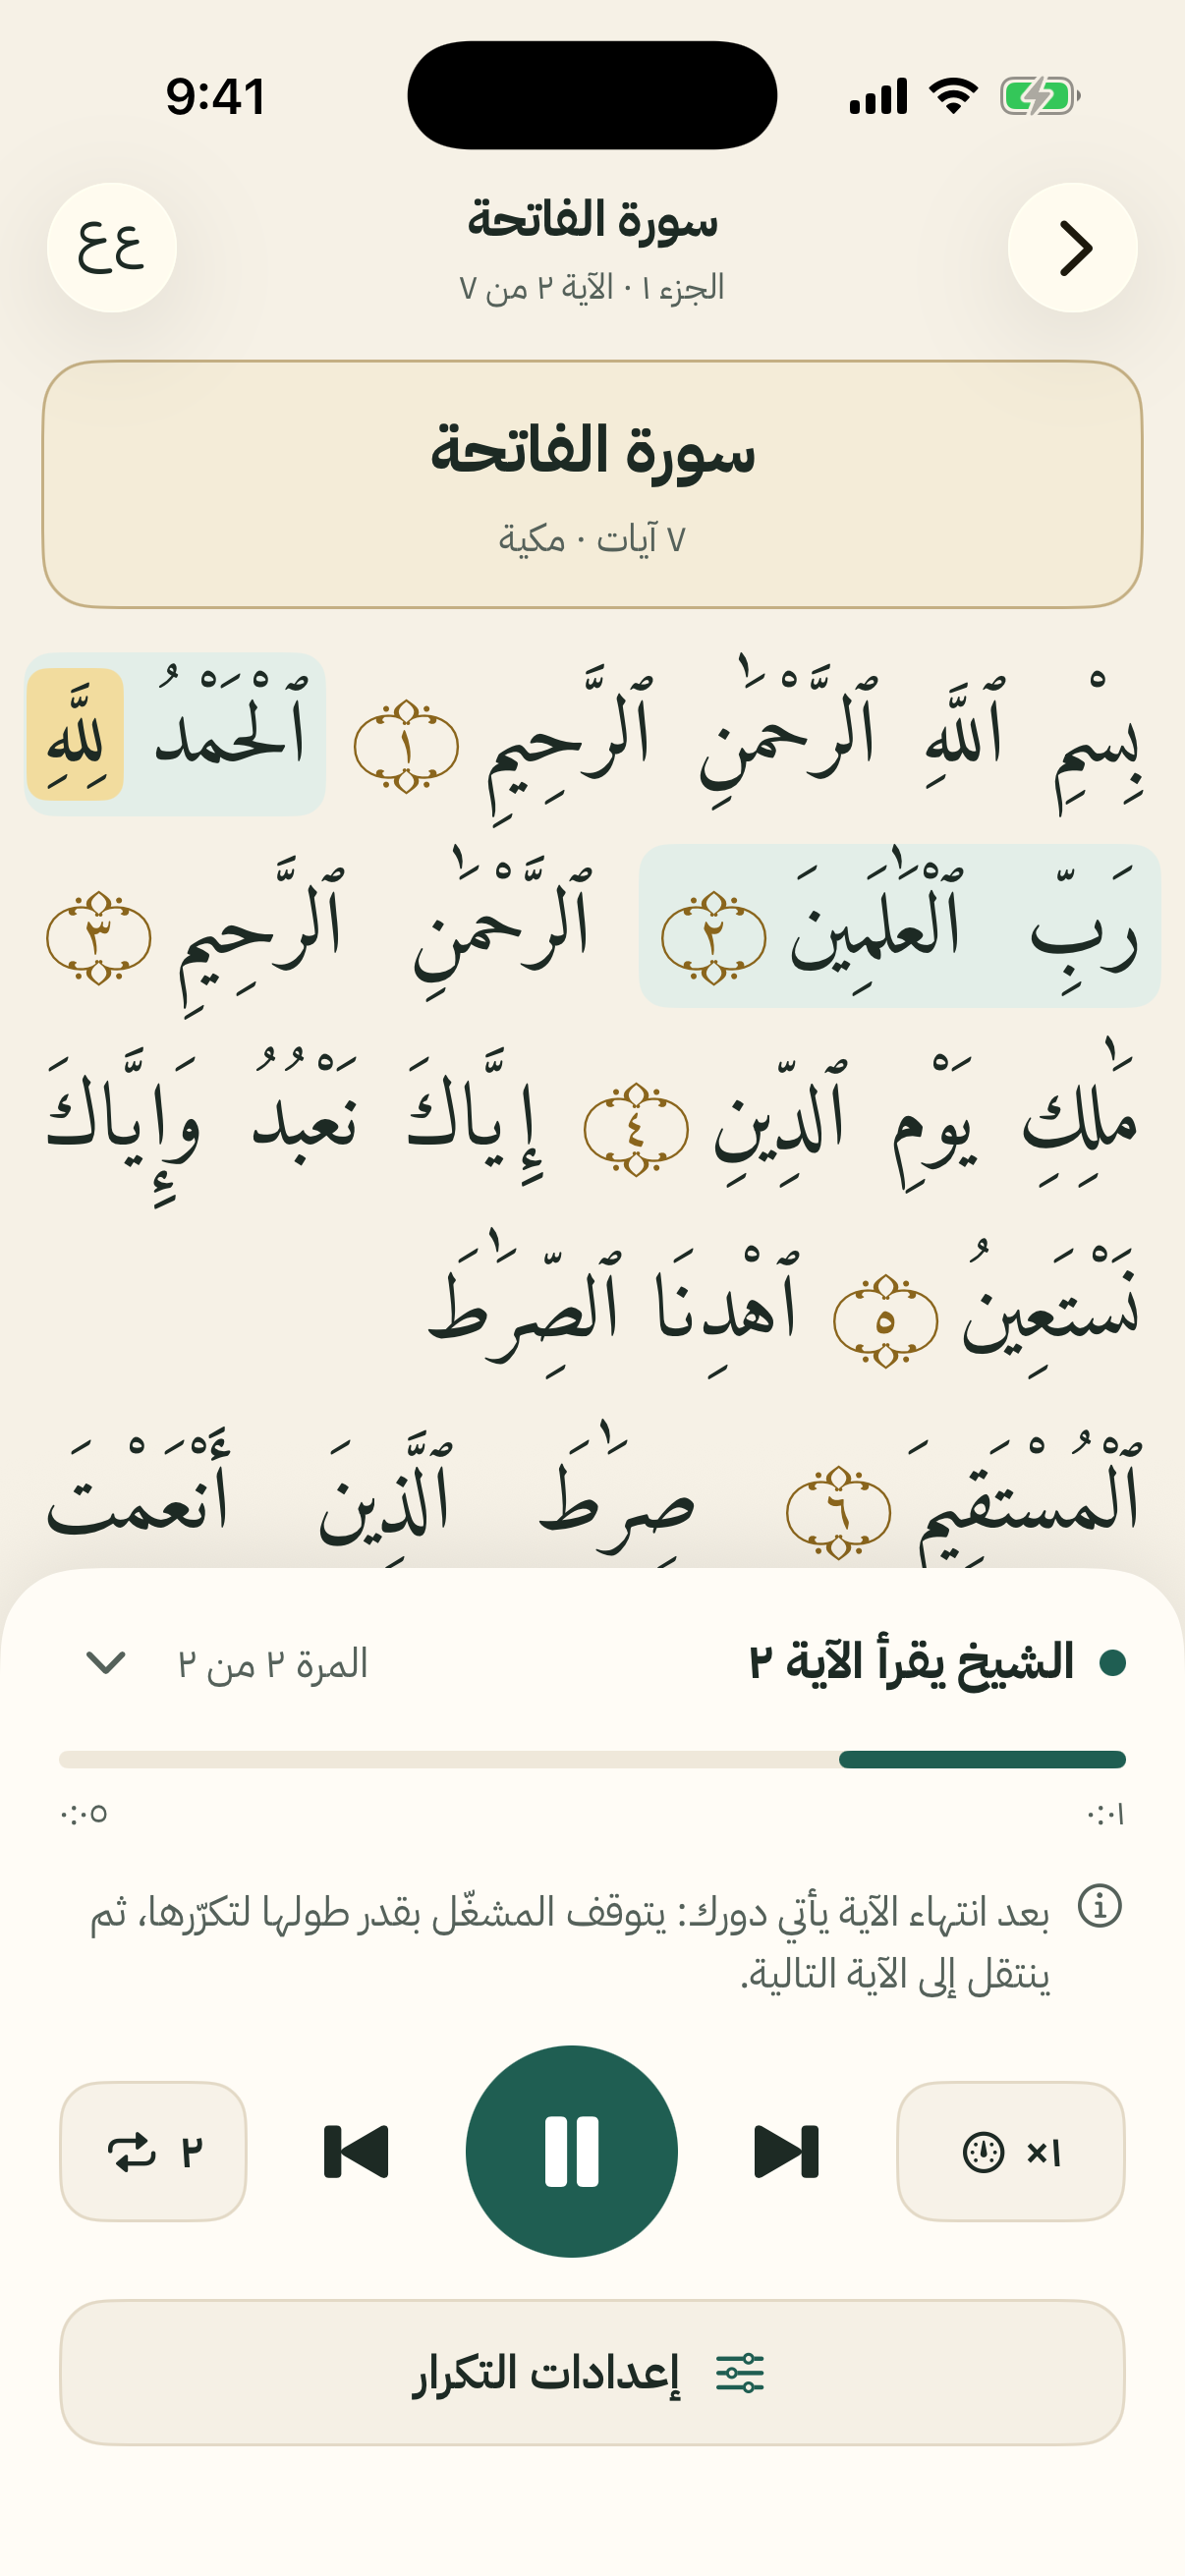 9:41
سورة الفاتحة
الجزء ١ · الآية ٢ من ٧
عع
سورة الفاتحة
٧ آيات · مكية
بِسْمِ ٱللَّهِ ٱلرَّحْمَٰنِ ٱلرَّحِيمِ ١ ٱلْحَمْدُ لِلَّهِ
رَبِّ ٱلْعَٰلَمِينَ ٢ ٱلرَّحْمَٰنِ ٱلرَّحِيمِ ٣
مَٰلِكِ يَوْمِ ٱلدِّينِ ٤ إِيَّاكَ نَعْبُدُ وَإِيَّاكَ
نَسْتَعِينُ ٥ ٱهْدِنَا ٱلصِّرَٰطَ
ٱلْمُسْتَقِيمَ ٦ صِرَٰطَ ٱلَّذِينَ أَنْعَمْتَ
الشيخ يقرأ الآية ٢
المرة ٢ من ٢
٠:٠١
٠:٠٥
بعد انتهاء الآية يأتي دورك: يتوقف المشغّل بقدر طولها لتكرّرها، ثم
ينتقل إلى الآية التالية.
١×
٢
إعدادات التكرار